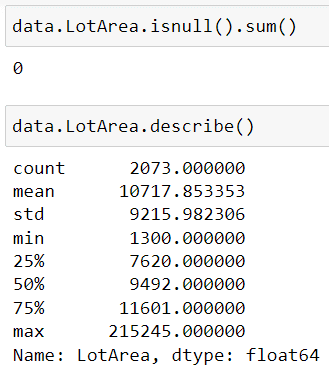 data.LotArea.isnull().sum()
0
data.LotArea.describe()
count 2073.000000
mean 10717.853353
std 9215.982306
min 1300.000000
25% 7620.000000
50% 9492.000000
75% 11601.000000
max 215245.000000
Name: LotArea, dtype: float64